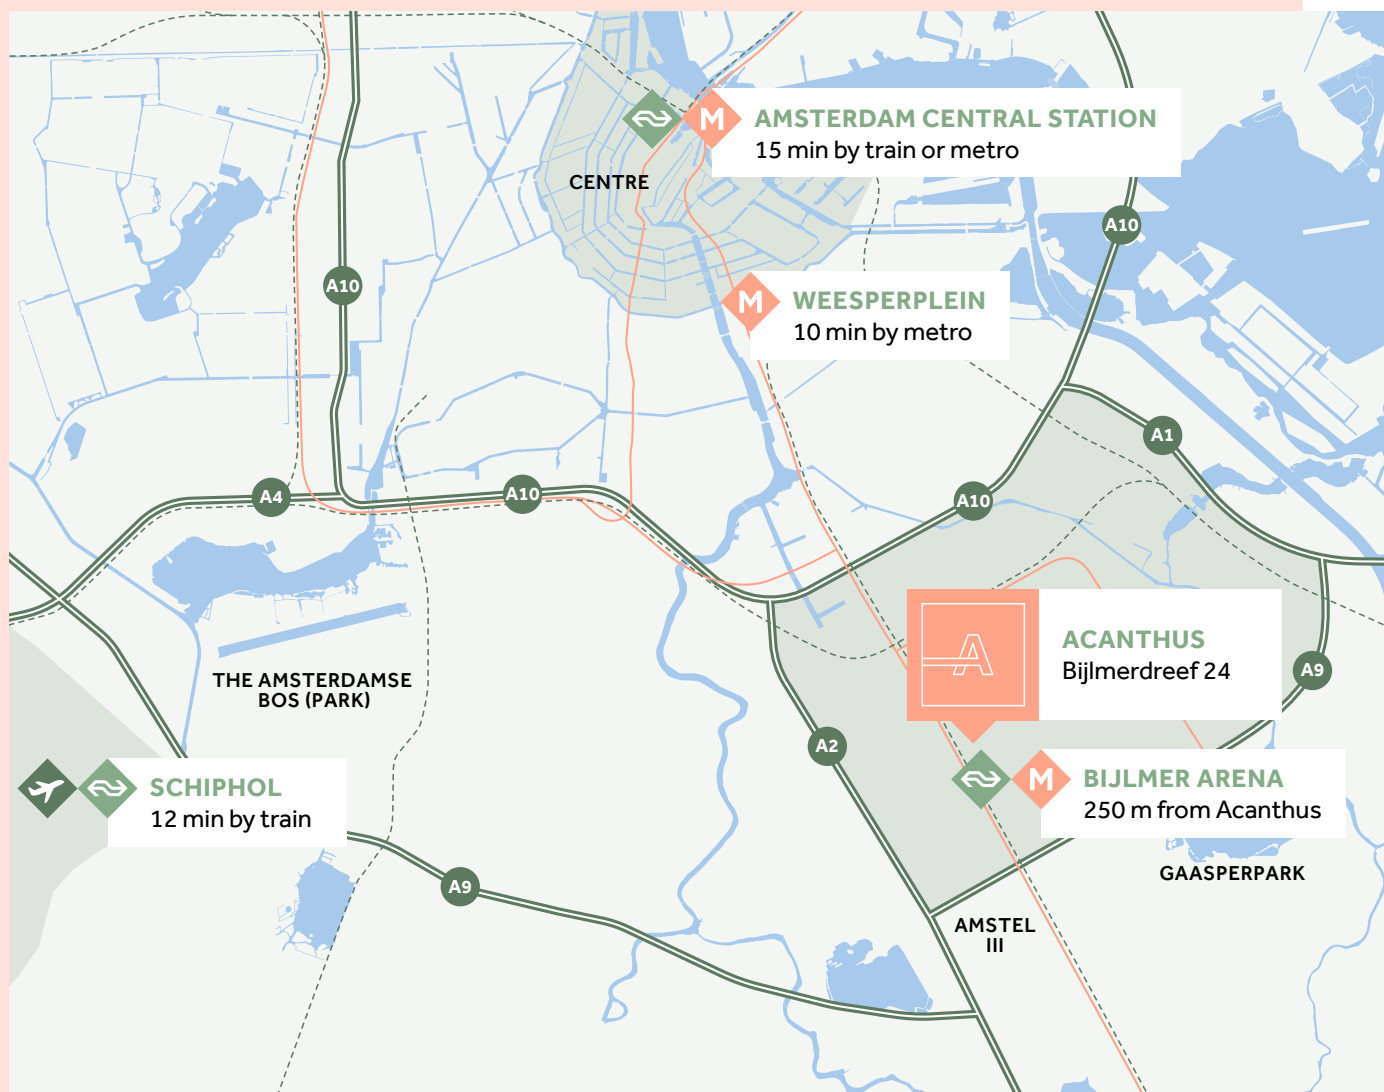 M
AMSTERDAM CENTRAL STATION
15 min by train or metro
CENTRE
A10
A10
M
WEESPERPLEIN
10 min by metro
A1
A4
A10
A10
A
ACANTHUS
Bijlmerdreef 24
A9
THE AMSTERDAMSE
BOS (PARK)
A2
SCHIPHOL
12 min by train
M
BIJLMER ARENA
250 m from Acanthus
GAASPERPARK
A9
AMSTEL
III